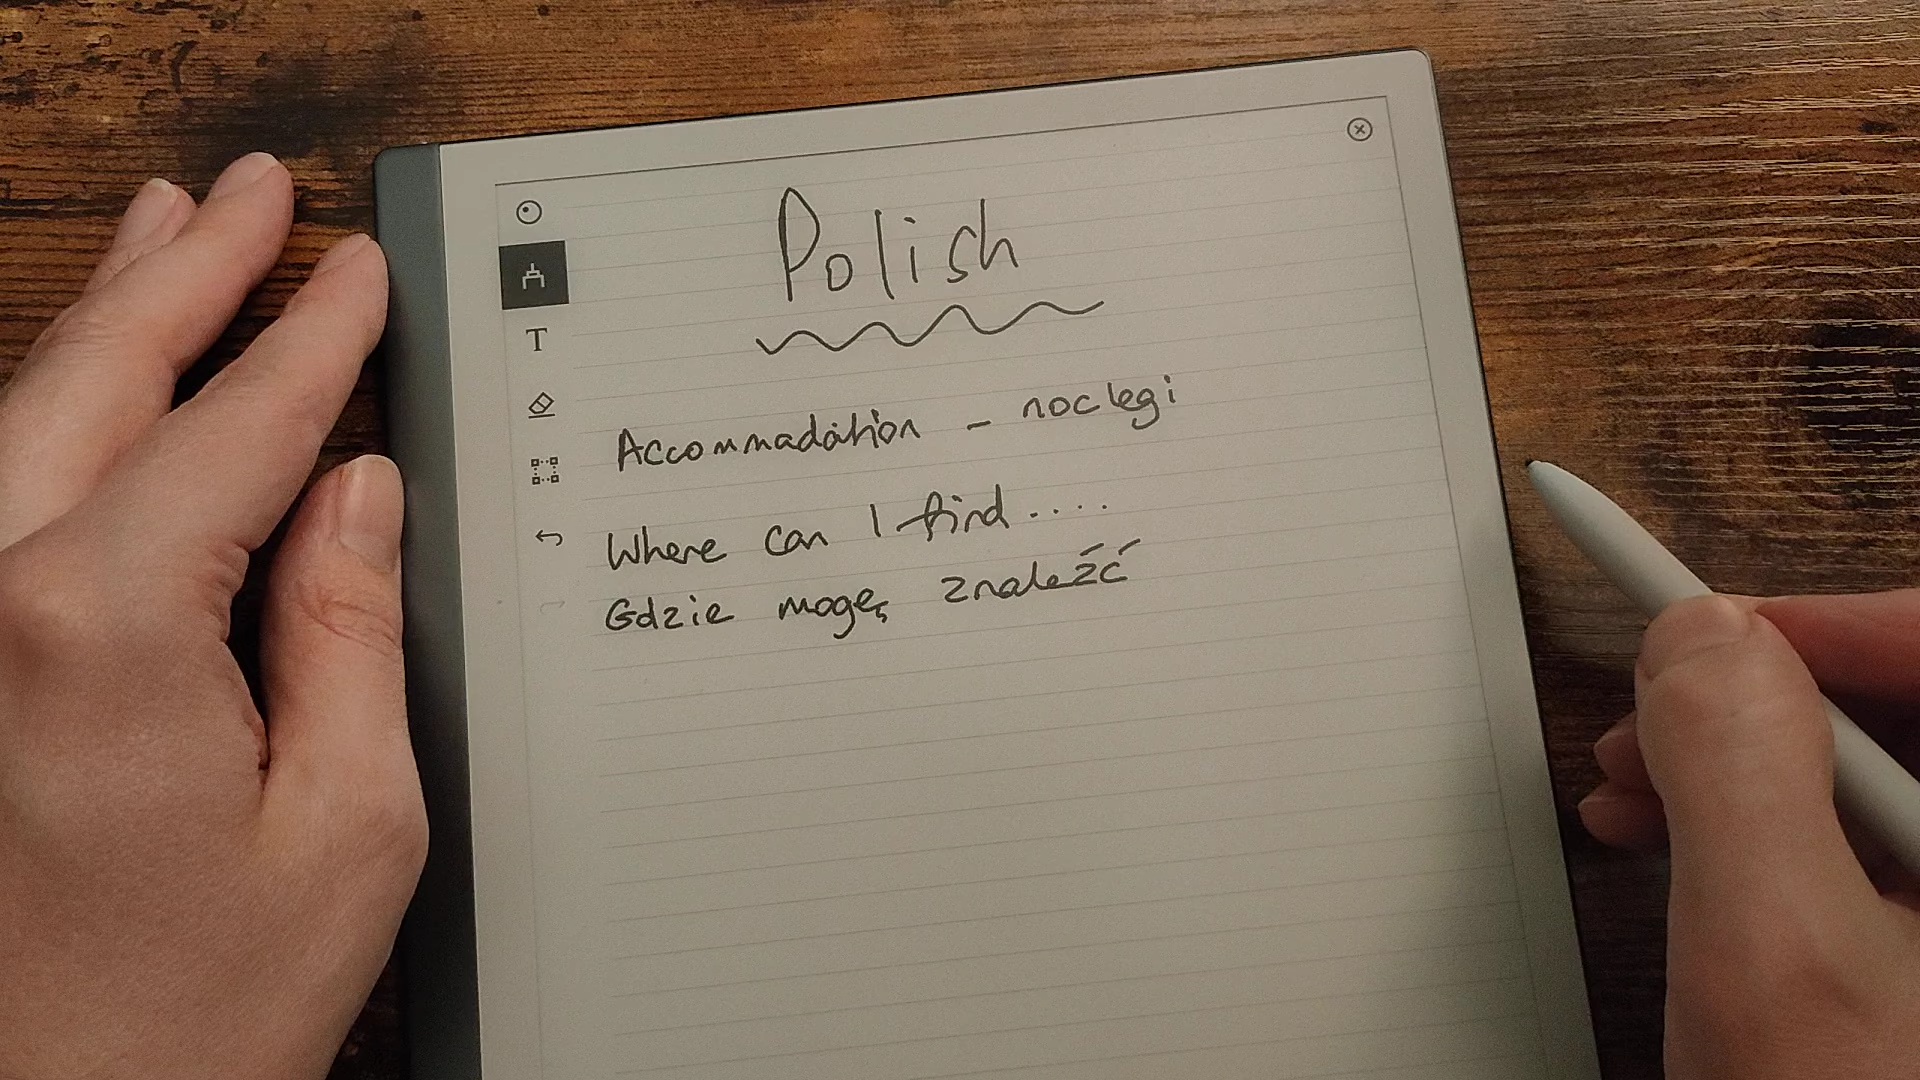 Polish
T
Accommadation - noclegi
Where can I find.....
Gdzie mogę znaleźć